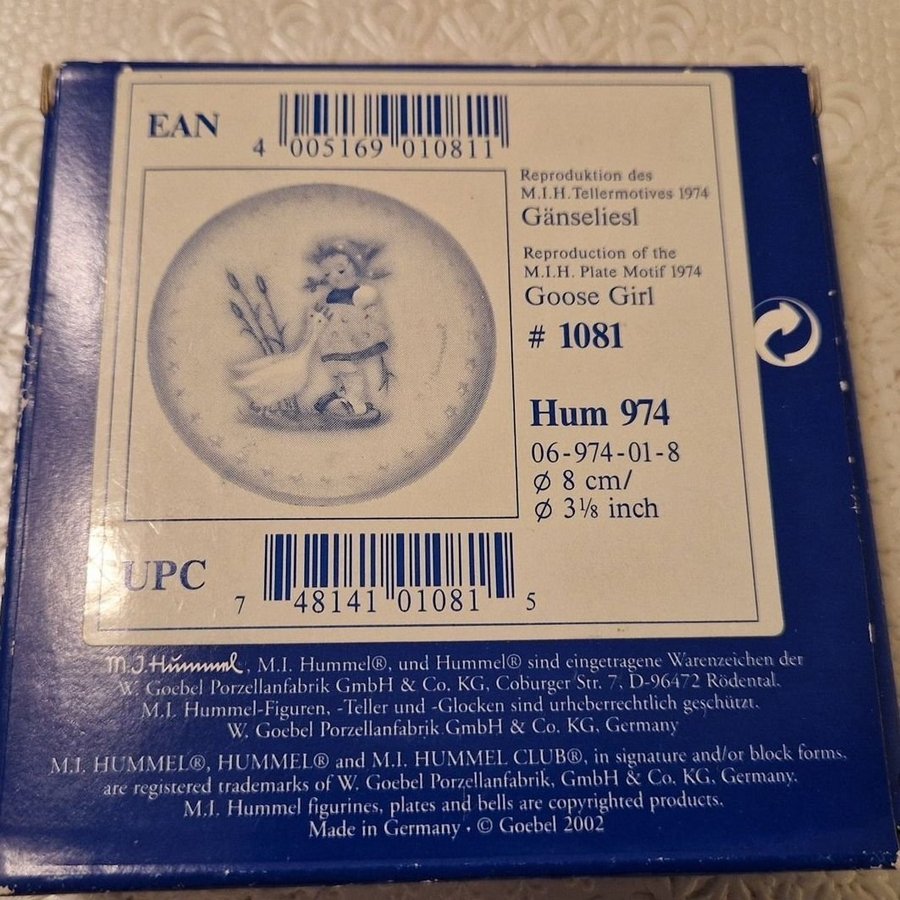 EAN
4 005169 010811
Reproduktion des
M.I.H. Tellermotives 1974
Gänseliesl
Reproduction of the
M.I.H. Plate Motif 1974
Goose Girl
# 1081
Hum 974
06-974-01-8
⌀ 8 cm/
⌀ 3⅛ inch
UPC
7 48141 01081 5
M.J.Hummel, M.I. Hummel®, und Hummel® sind eingetragene Warenzeichen der
W. Goebel Porzellanfabrik GmbH & Co. KG, Coburger Str. 7, D-96472 Rödental.
M.I. Hummel-Figuren, -Teller und -Glocken sind urheberrechtlich geschützt.
W. Goebel Porzellanfabrik GmbH & Co. KG, Germany
M.I. HUMMEL®, HUMMEL® and M.I. HUMMEL CLUB®, in signature and/or block forms,
are registered trademarks of W. Goebel Porzellanfabrik, GmbH & Co. KG, Germany.
M.I. Hummel figurines, plates and bells are copyrighted products.
Made in Germany · © Goebel 2002